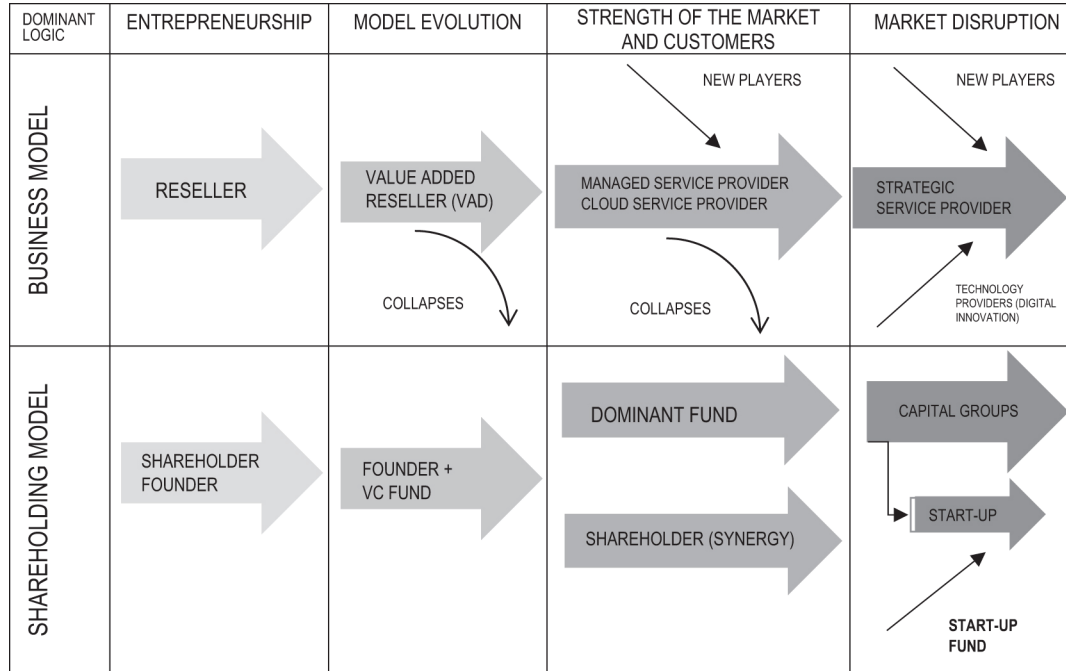 DOMINANT
LOGIC
ENTREPRENEURSHIP
MODEL EVOLUTION
STRENGTH OF THE MARKET
AND CUSTOMERS
MARKET DISRUPTION
BUSINESS MODEL
RESELLER
VALUE ADDED
RESELLER (VAD)
COLLAPSES
NEW PLAYERS
MANAGED SERVICE PROVIDER
CLOUD SERVICE PROVIDER
COLLAPSES
NEW PLAYERS
STRATEGIC
SERVICE PROVIDER
TECHNOLOGY
PROVIDERS (DIGITAL
INNOVATION)
SHAREHOLDING MODEL
SHAREHOLDER
FOUNDER
FOUNDER +
VC FUND
DOMINANT FUND
SHAREHOLDER (SYNERGY)
CAPITAL GROUPS
START-UP
START-UP
FUND